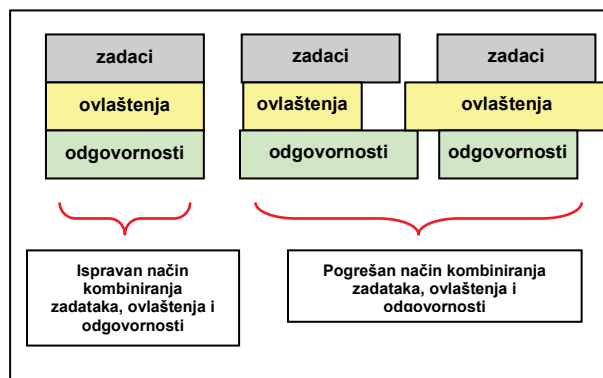 zadaci
ovlaštenja
odgovornosti
zadaci
ovlaštenja
odgovornosti
zadaci
ovlaštenja
odgovornosti
Ispravan način
kombiniranja
zadataka, ovlaštenja i
odgovornosti
Pogrešan način kombiniranja
zadataka, ovlaštenja i
odgovornosti